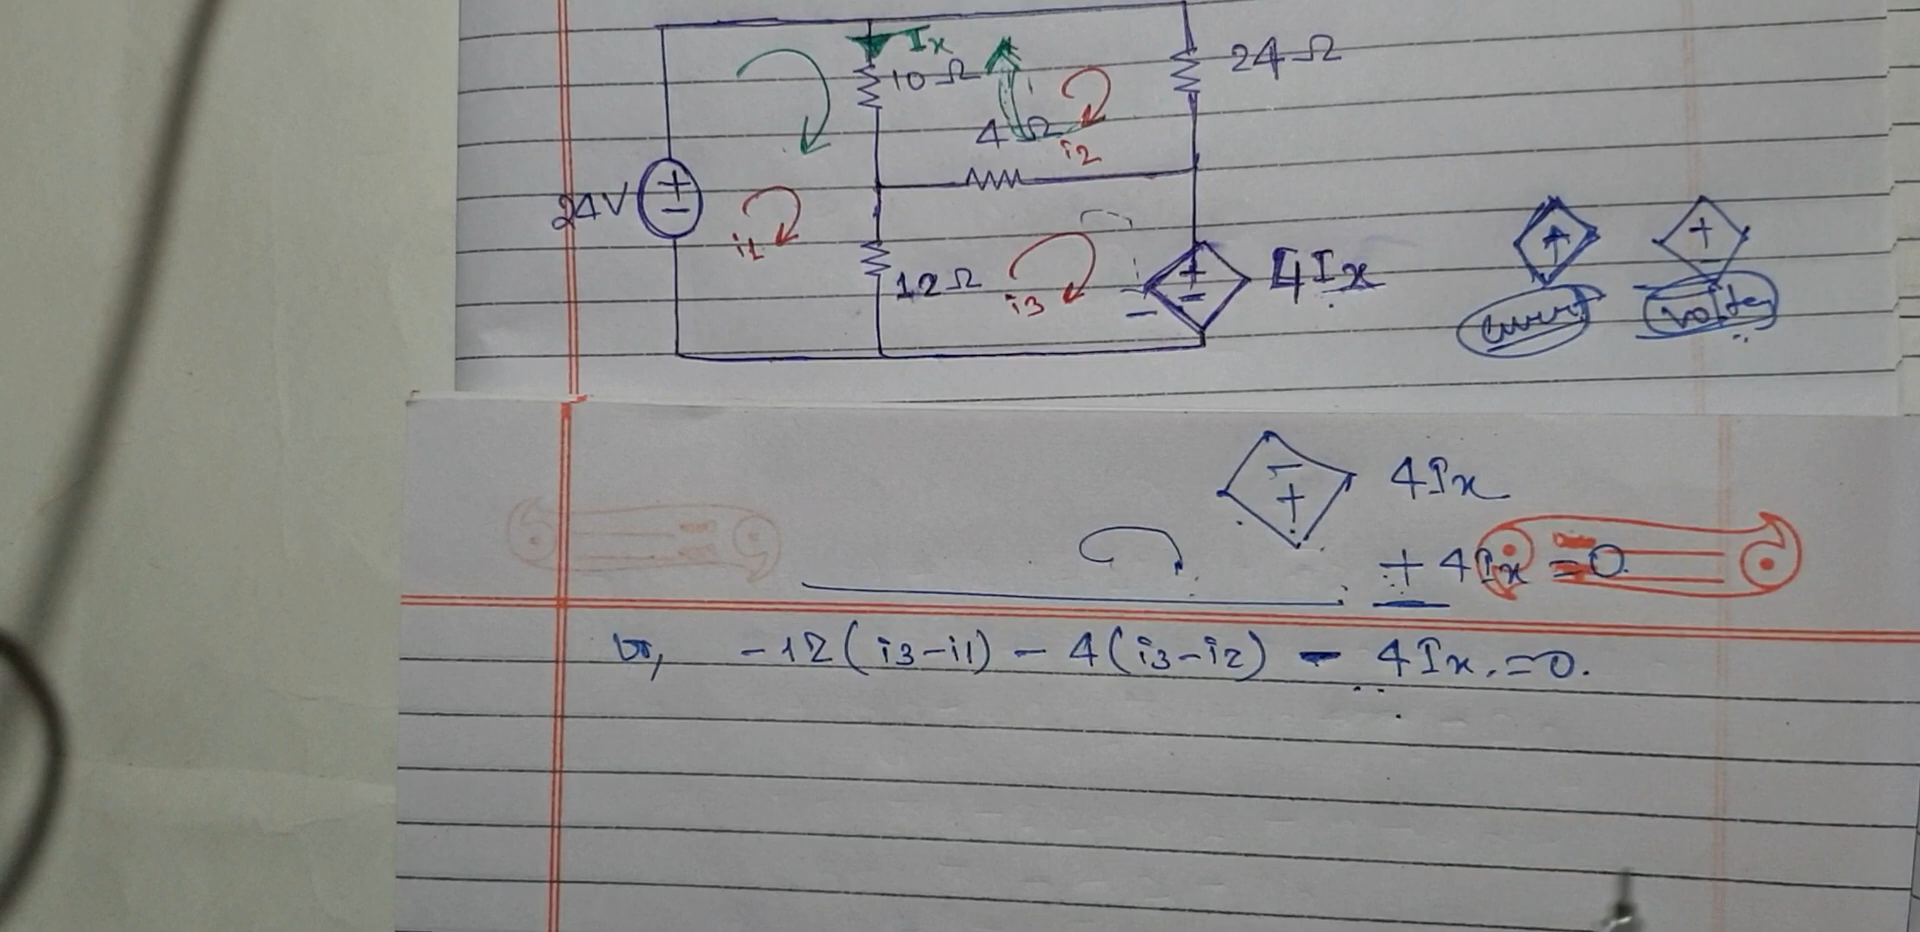 Ix
10 Ω
24 Ω
4 Ω
i2
24V
+
−
i1
12 Ω
i3
+
−
4Ix
+
current
voltage
−
+
4Ix
+ 4Ix = 0
or, -12 (i3-i1) - 4 (i3-i2) - 4Ix = 0.